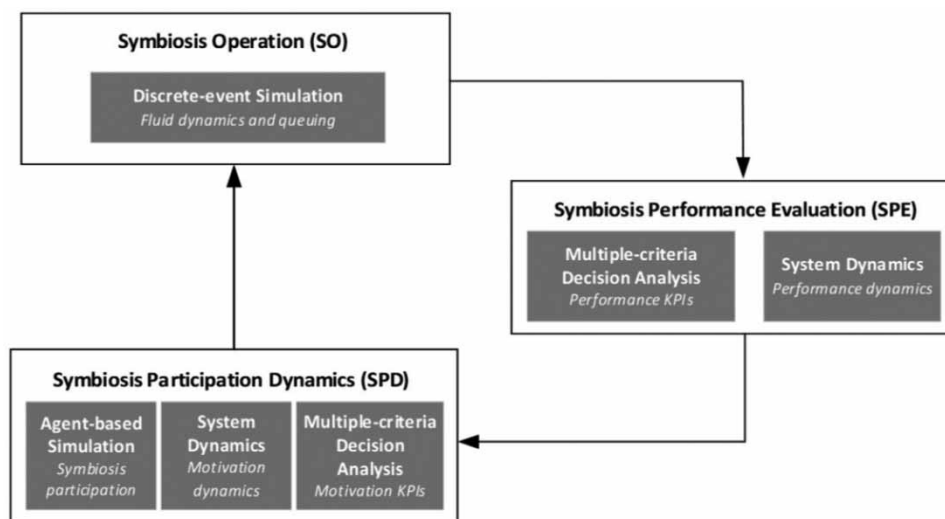 Symbiosis Operation (SO)
Discrete-event Simulation
Fluid dynamics and queuing
Symbiosis Performance Evaluation (SPE)
Multiple-criteria
Decision Analysis
Performance KPIs
System Dynamics
Performance dynamics
Symbiosis Participation Dynamics (SPD)
Agent-based
Simulation
Symbiosis
participation
System
Dynamics
Motivation
dynamics
Multiple-criteria
Decision
Analysis
Motivation KPIs